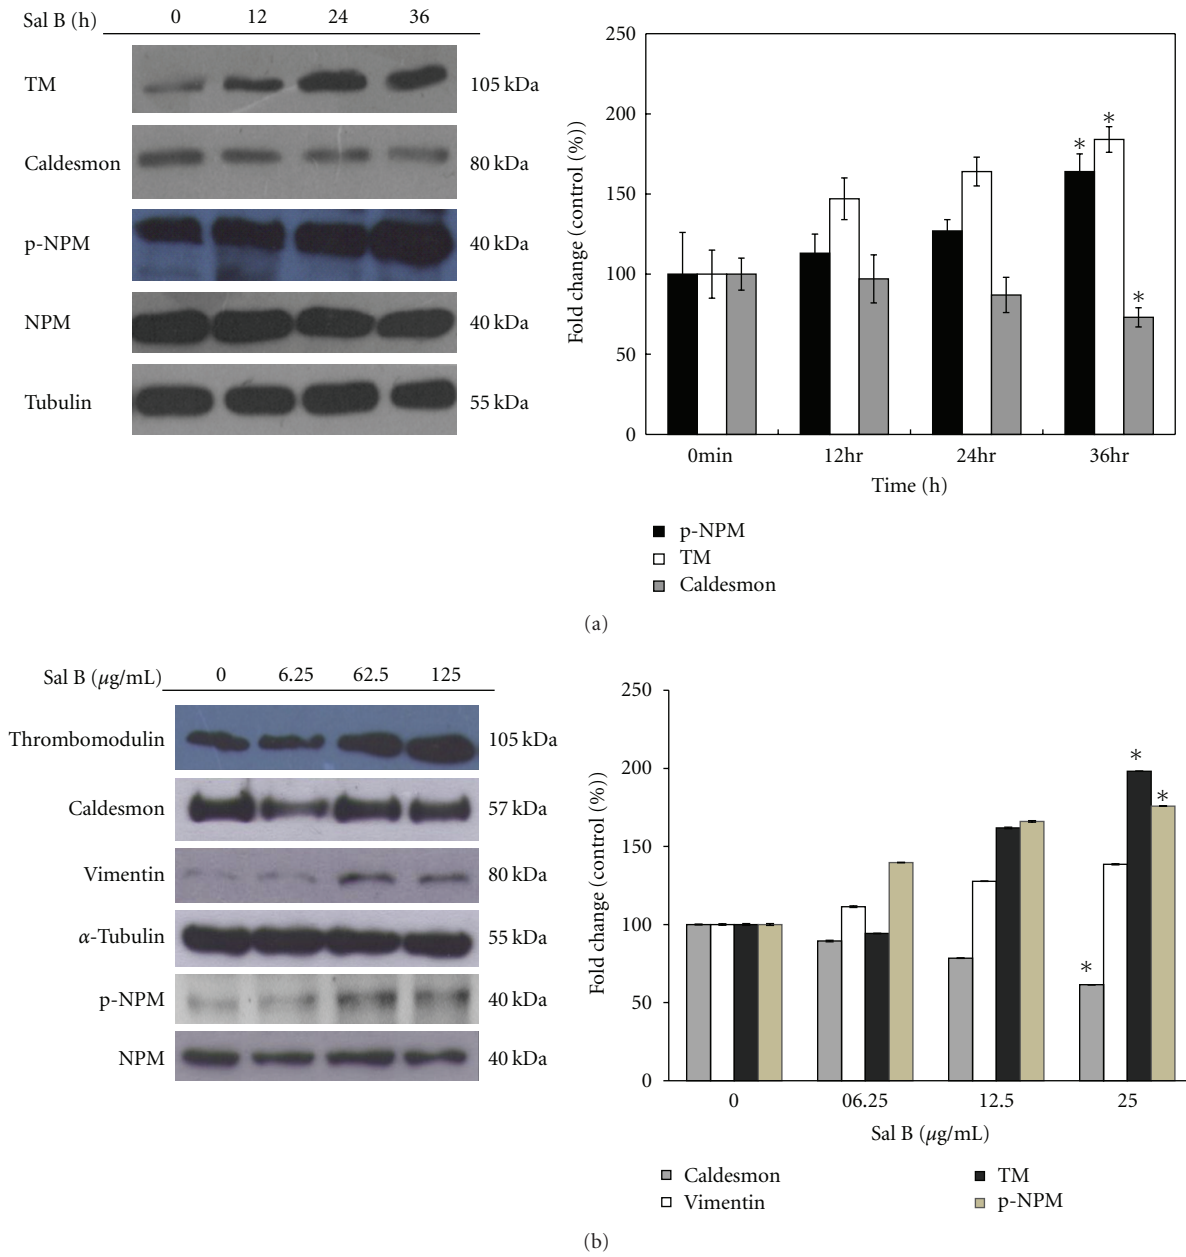 Sal B (h) 0 12 24 36
TM 105 kDa
Caldesmon 80 kDa
p-NPM 40 kDa
NPM 40 kDa
Tubulin 55 kDa
250
200
150
100
50
0
Fold change (control (%))
* * *
0min 12hr 24hr 36hr
Time (h)
p-NPM
TM
Caldesmon
(a)
Sal B (μg/mL) 0 6.25 62.5 125
Thrombomodulin 105 kDa
Caldesmon 57 kDa
Vimentin 80 kDa
α-Tubulin 55 kDa
p-NPM 40 kDa
NPM 40 kDa
250
200
150
100
50
0
Fold change (control (%))
* * *
0 06.25 12.5 25
Sal B (μg/mL)
Caldesmon TM
Vimentin p-NPM
(b)